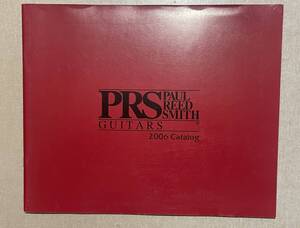 PRS PAUL REED SMITH
GUITARS
2006 Catalog